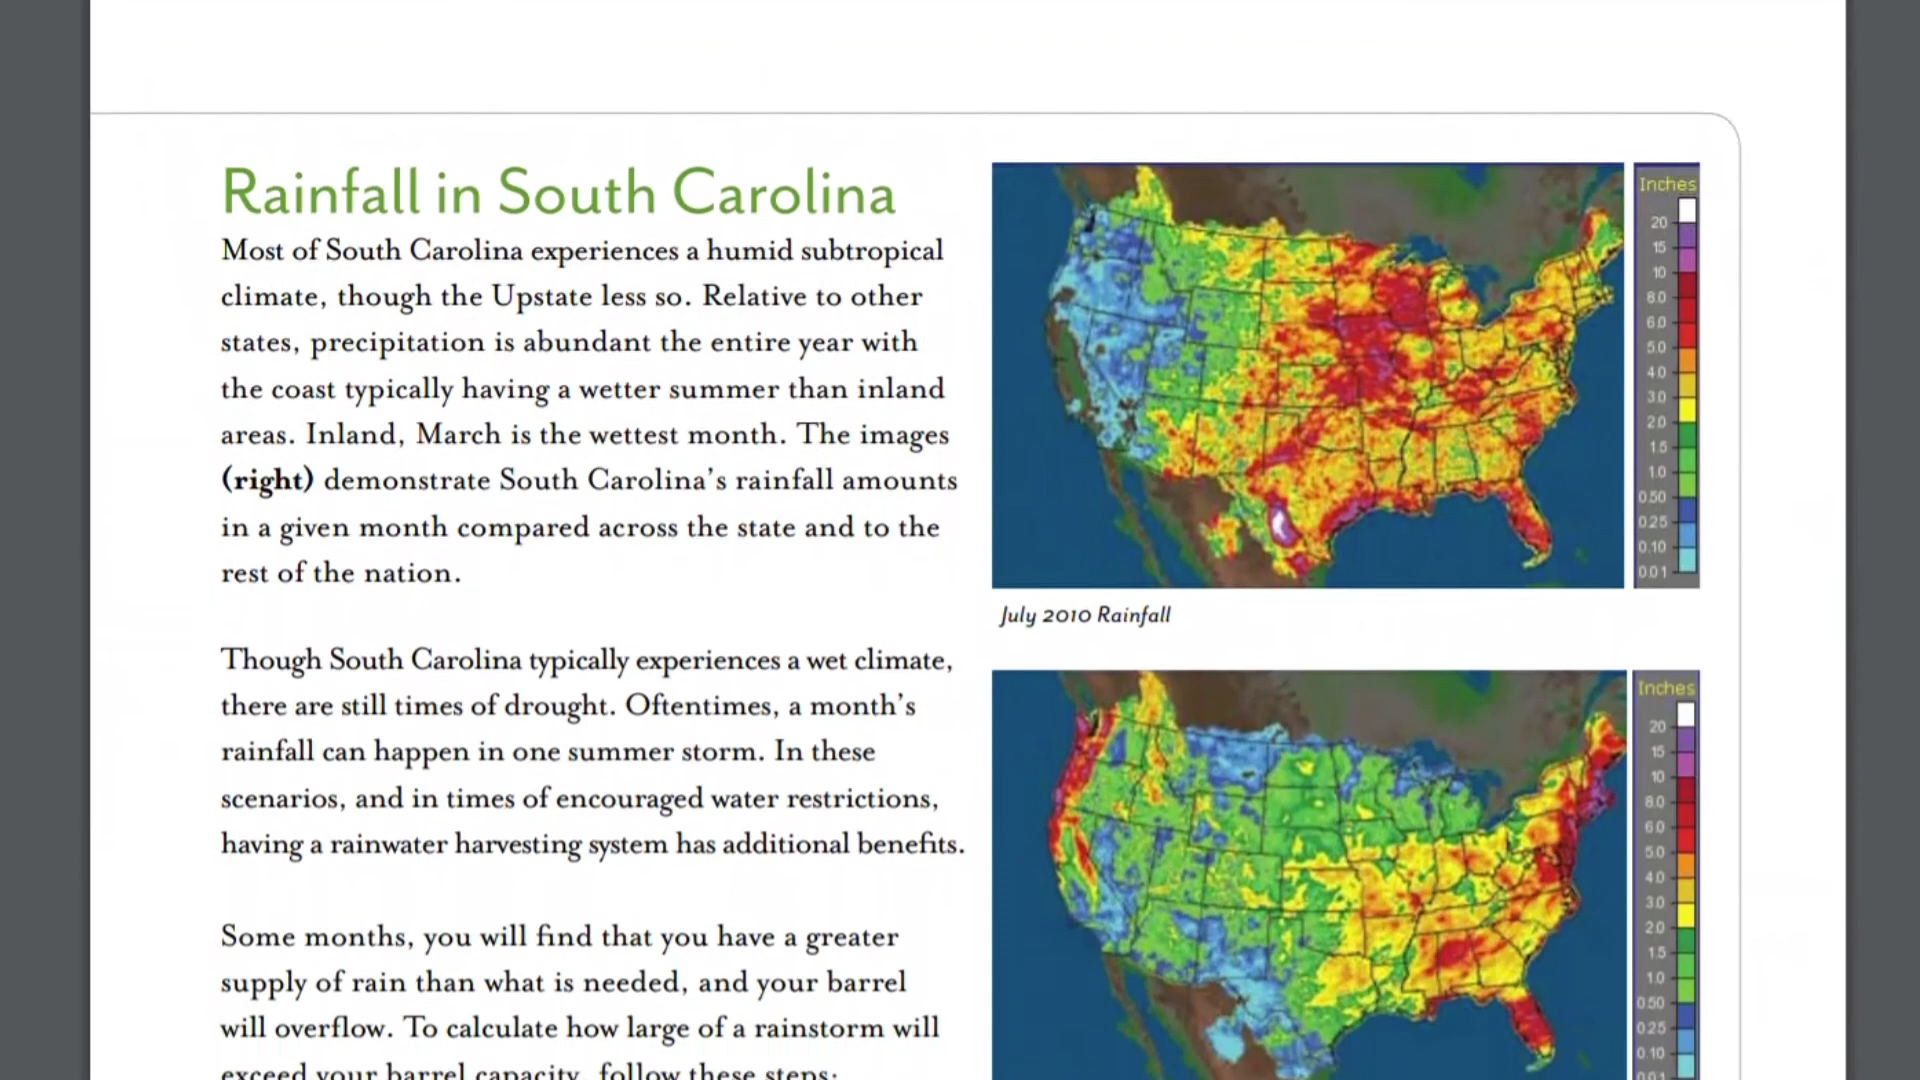 Rainfall in South Carolina
Most of South Carolina experiences a humid subtropical
climate, though the Upstate less so. Relative to other
states, precipitation is abundant the entire year with
the coast typically having a wetter summer than inland
areas. Inland, March is the wettest month. The images
(right) demonstrate South Carolina's rainfall amounts
in a given month compared across the state and to the
rest of the nation.
Though South Carolina typically experiences a wet climate,
there are still times of drought. Oftentimes, a month's
rainfall can happen in one summer storm. In these
scenarios, and in times of encouraged water restrictions,
having a rainwater harvesting system has additional benefits.
Some months, you will find that you have a greater
supply of rain than what is needed, and your barrel
will overflow. To calculate how large of a rainstorm will
exceed your barrel capacity, follow these steps:
Inches
20
15
10
8.0
6.0
5.0
4.0
3.0
2.0
1.5
1.0
0.50
0.25
0.10
0.01
July 2010 Rainfall
Inches
20
15
10
8.0
6.0
5.0
4.0
3.0
2.0
1.5
1.0
0.50
0.25
0.10
0.01